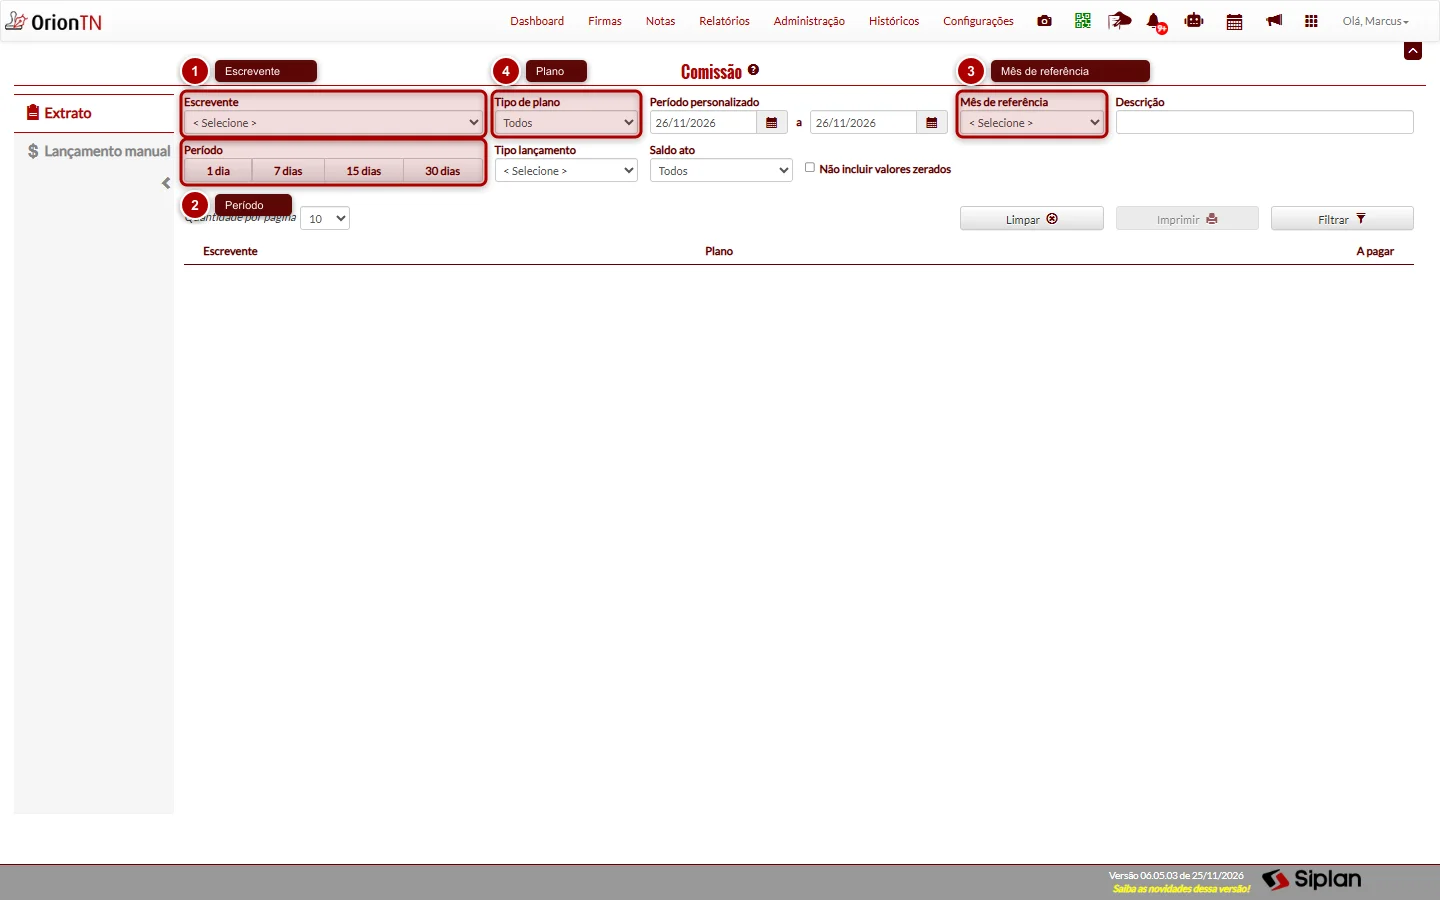 OrionTN
Dashboard Firmas Notas Relatórios Administração Históricos Configurações 9+ Olá, Marcus
1 Escrevente 4 Plano Comissão ? 3 Mês de referência
Extrato
$ Lançamento manual
Escrevente Tipo de plano Período personalizado Mês de referência Descrição
< Selecione > Todos 26/11/2026 a 26/11/2026 < Selecione >
Período Tipo lançamento Saldo ato
1 dia 7 dias 15 dias 30 dias < Selecione > Todos Não incluir valores zerados
2 Período
Quantidade por página 10 Limpar Imprimir Filtrar
Escrevente Plano A pagar
Versão 06.05.03 de 25/11/2026
Saiba as novidades dessa versão!
Siplan